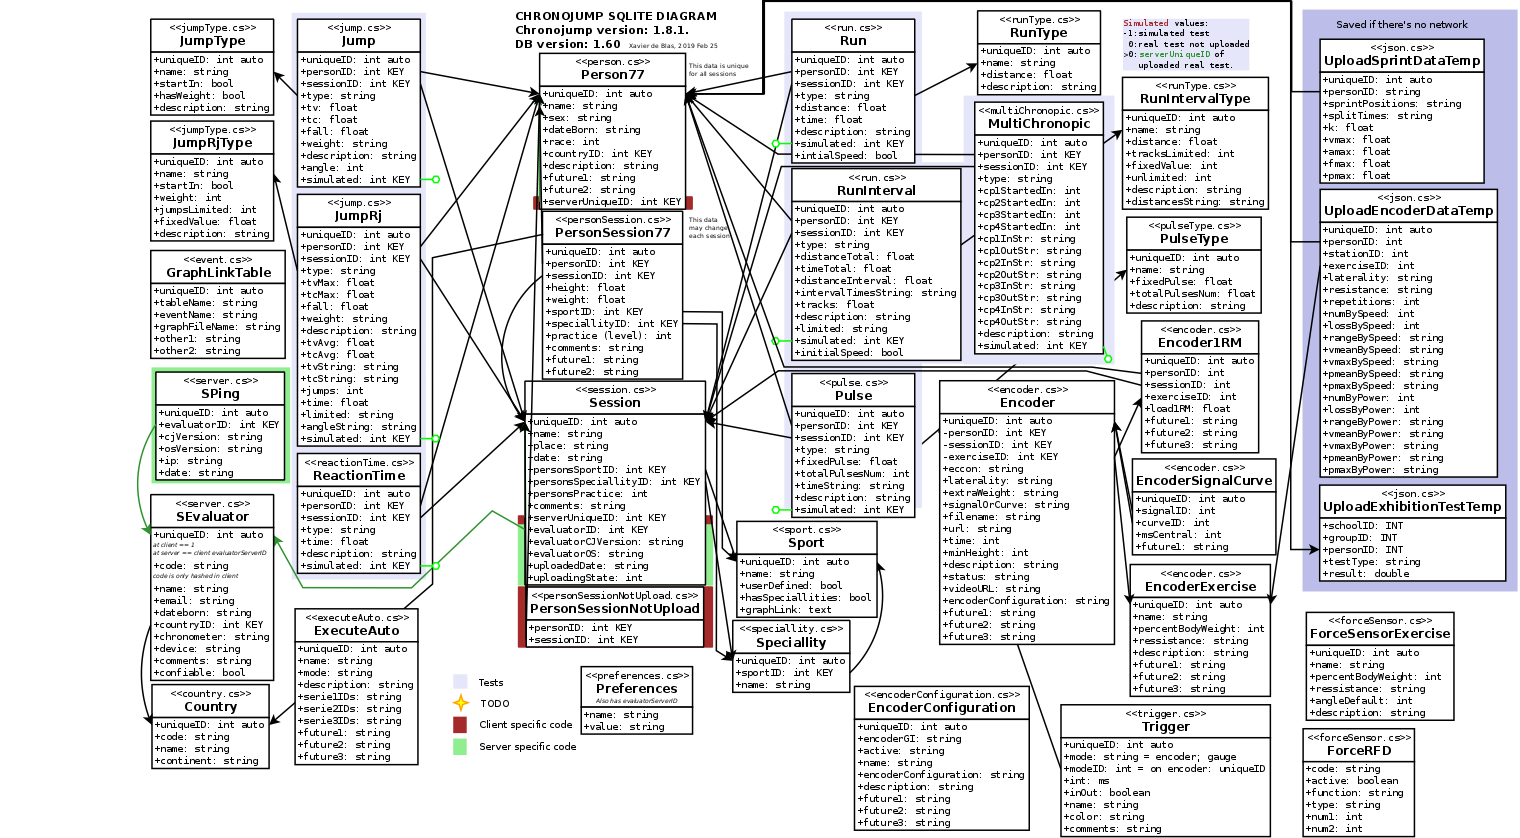 CHRONOJUMP SQLITE DIAGRAM
Chronojump version: 1.8.1.
DB version: 1.60 Xavier de Blas, 2019 Feb 25
<<jumpType.cs>>
JumpType
+uniqueID: int auto
+name: string
+startIn: bool
+hasWeight: bool
+description: string
<<jumpType.cs>>
JumpRjType
+uniqueID: int auto
+name: string
+startIn: bool
+weight: int
+jumpsLimited: int
+fixedValue: float
+description: string
<<event.cs>>
GraphLinkTable
+uniqueID: int auto
+tableName: string
+eventName: string
+graphFileName: string
+other1: string
+other2: string
<<server.cs>>
SPing
+uniqueID: int auto
+evaluatorID: int KEY
+cjVersion: string
+osVersion: string
+ip: string
+date: string
<<server.cs>>
SEvaluator
+uniqueID: int auto
at client == 1
at server == client evaluatorServerID
+code: string
code is only hashed in client
+name: string
+email: string
+dateborn: string
+countryID: int KEY
+chronometer: string
+device: string
+comments: string
+confiable: bool
<<country.cs>>
Country
+uniqueID: int auto
+code: string
+name: string
+continent: string
<<jump.cs>>
Jump
+uniqueID: int auto
+personID: int KEY
+sessionID: int KEY
+type: string
+tv: float
+tc: float
+fall: float
+weight: string
+description: string
+angle: int
+simulated: int KEY
<<jump.cs>>
JumpRj
+uniqueID: int auto
+personID: int KEY
+sessionID: int KEY
+type: string
+tvMax: float
+tcMax: float
+fall: float
+weight: string
+description: string
+tvAvg: float
+tcAvg: float
+tvString: string
+tcString: string
+jumps: int
+time: float
+limited: string
+angleString: string
+simulated: int KEY
<<reactionTime.cs>>
ReactionTime
+uniqueID: int auto
+personID: int KEY
+sessionID: int KEY
+type: string
+time: float
+description: string
+simulated: int KEY
<<executeAuto.cs>>
ExecuteAuto
+uniqueID: int auto
+name: string
+mode: string
+description: string
+serie1IDs: string
+serie2IDs: string
+serie3IDs: string
+future1: string
+future2: string
+future3: string
<<person.cs>>
Person77
+uniqueID: int auto
+name: string
+sex: string
+dateBorn: string
+race: int
+countryID: int KEY
+description: string
+future1: string
+future2: string
+serverUniqueID: int KEY
This data is unique
for all sessions
<<personSession.cs>>
PersonSession77
+uniqueID: int auto
+personID: int KEY
+sessionID: int KEY
+height: float
+weight: float
+sportID: int KEY
+speciallityID: int KEY
+practice (level): int
+comments: string
+future1: string
+future2: string
This data
may change
each session
<<session.cs>>
Session
+uniqueID: int auto
+name: string
+place: string
+date: string
+personsSportID: int KEY
+personsSpeciallityID: int KEY
+personsPractice: int
+comments: string
+serverUniqueID: int KEY
+evaluatorID: int KEY
+evaluatorCJVersion: string
+evaluatorOS: string
+uploadedDate: string
+uploadingState: int
<<personSessionNotUpload.cs>>
PersonSessionNotUpload
+personID: int KEY
+sessionID: int KEY
Tests
TODO
Client specific code
Server specific code
<<preferences.cs>>
Preferences
Also has evaluatorServerID
+name: string
+value: string
<<sport.cs>>
Sport
+uniqueID: int auto
+name: string
+userDefined: bool
+hasSpeciallities: bool
+graphLink: text
<<speciallity.cs>>
Speciallity
+uniqueID: int auto
+sportID: int KEY
+name: string
<<run.cs>>
Run
+uniqueID: int auto
+personID: int KEY
+sessionID: int KEY
+type: string
+distance: float
+time: float
+description: string
+simulated: int KEY
+intialSpeed: bool
<<run.cs>>
RunInterval
+uniqueID: int auto
+personID: int KEY
+sessionID: int KEY
+type: string
+distanceTotal: float
+timeTotal: float
+distanceInterval: float
+intervalTimesString: string
+tracks: float
+description: string
+limited: string
+simulated: int KEY
+initialSpeed: bool
<<pulse.cs>>
Pulse
+uniqueID: int auto
+personID: int KEY
+sessionID: int KEY
+type: string
+fixedPulse: float
+totalPulsesNum: int
+timeString: string
+description: string
+simulated: int KEY
<<runType.cs>>
RunType
+uniqueID: int auto
+name: string
+distance: float
+description: string
<<multiChronopic.cs>>
MultiChronopic
+uniqueID: int auto
+personID: int KEY
+sessionID: int KEY
+type: string
+cp1StartedIn: int
+cp2StartedIn: int
+cp3StartedIn: int
+cp4StartedIn: int
+cp1InStr: string
+cp1OutStr: string
+cp2InStr: string
+cp2OutStr: string
+cp3InStr: string
+cp3OutStr: string
+cp4InStr: string
+cp4OutStr: string
+description: string
+simulated: int KEY
<<encoder.cs>>
Encoder
+uniqueID: int auto
-personID: int KEY
-sessionID: int KEY
-exerciseID: int KEY
+eccon: string
+laterality: string
+extraWeight: string
+signalOrCurve: string
+filename: string
+url: string
+time: int
+minHeight: int
+description: string
+status: string
+videoURL: string
+encoderConfiguration: string
+future1: string
+future2: string
+future3: string
<<encoderConfiguration.cs>>
EncoderConfiguration
+uniqueID: int auto
+encoderGI: string
+active: string
+name: string
+encoderConfiguration: string
+description: string
+future1: string
+future2: string
+future3: string
Simulated values:
-1:simulated test
0:real test not uploaded
>0:serverUniqueID of
uploaded real test.
<<runType.cs>>
RunIntervalType
+uniqueID: int auto
+name: string
+distance: float
+tracksLimited: int
+fixedValue: int
+unlimited: int
+description: string
+distancesString: string
<<pulseType.cs>>
PulseType
+uniqueID: int auto
+name: string
+fixedPulse: float
+totalPulsesNum: float
+description: string
<<encoder.cs>>
Encoder1RM
+uniqueID: int auto
+personID: int
+sessionID: int
+exerciseID: int
+load1RM: float
+future1: string
+future2: string
+future3: string
<<encoder.cs>>
EncoderSignalCurve
+uniqueID: int auto
+signalID: int
+curveID: int
+msCentral: int
+future1: string
<<encoder.cs>>
EncoderExercise
+uniqueID: int auto
+name: string
+percentBodyWeight: int
+ressistance: string
+description: string
+future1: string
+future2: string
+future3: string
<<trigger.cs>>
Trigger
+uniqueID: int auto
+mode: string = encoder; gauge
+modeID: int = on encoder: uniqueID
+int: ms
+inOut: boolean
+name: string
+color: string
+comments: string
Saved if there's no network
<<json.cs>>
UploadSprintDataTemp
+uniqueID: int auto
+personID: string
+sprintPositions: string
+splitTimes: string
+k: float
+vmax: float
+amax: float
+fmax: float
+pmax: float
<<json.cs>>
UploadEncoderDataTemp
+uniqueID: int auto
+personID: int
+stationID: int
+exerciseID: int
+laterality: string
+resistance: string
+repetitions: int
+numBySpeed: int
+lossBySpeed: int
+rangeBySpeed: string
+vmeanBySpeed: string
+vmaxBySpeed: string
+pmeanBySpeed: string
+pmaxBySpeed: string
+numByPower: int
+lossByPower: int
+rangeByPower: string
+vmeanByPower: string
+vmaxByPower: string
+pmeanByPower: string
+pmaxByPower: string
<<json.cs>>
UploadExhibitionTestTemp
+schoolID: INT
+groupID: INT
+personID: INT
+testType: string
+result: double
<<forceSensor.cs>>
ForceSensorExercise
+uniqueID: int auto
+name: string
+percentBodyWeight: int
+ressistance: string
+angleDefault: int
+description: string
<<forceSensor.cs>>
ForceRFD
+code: string
+active: boolean
+function: string
+type: string
+num1: int
+num2: int